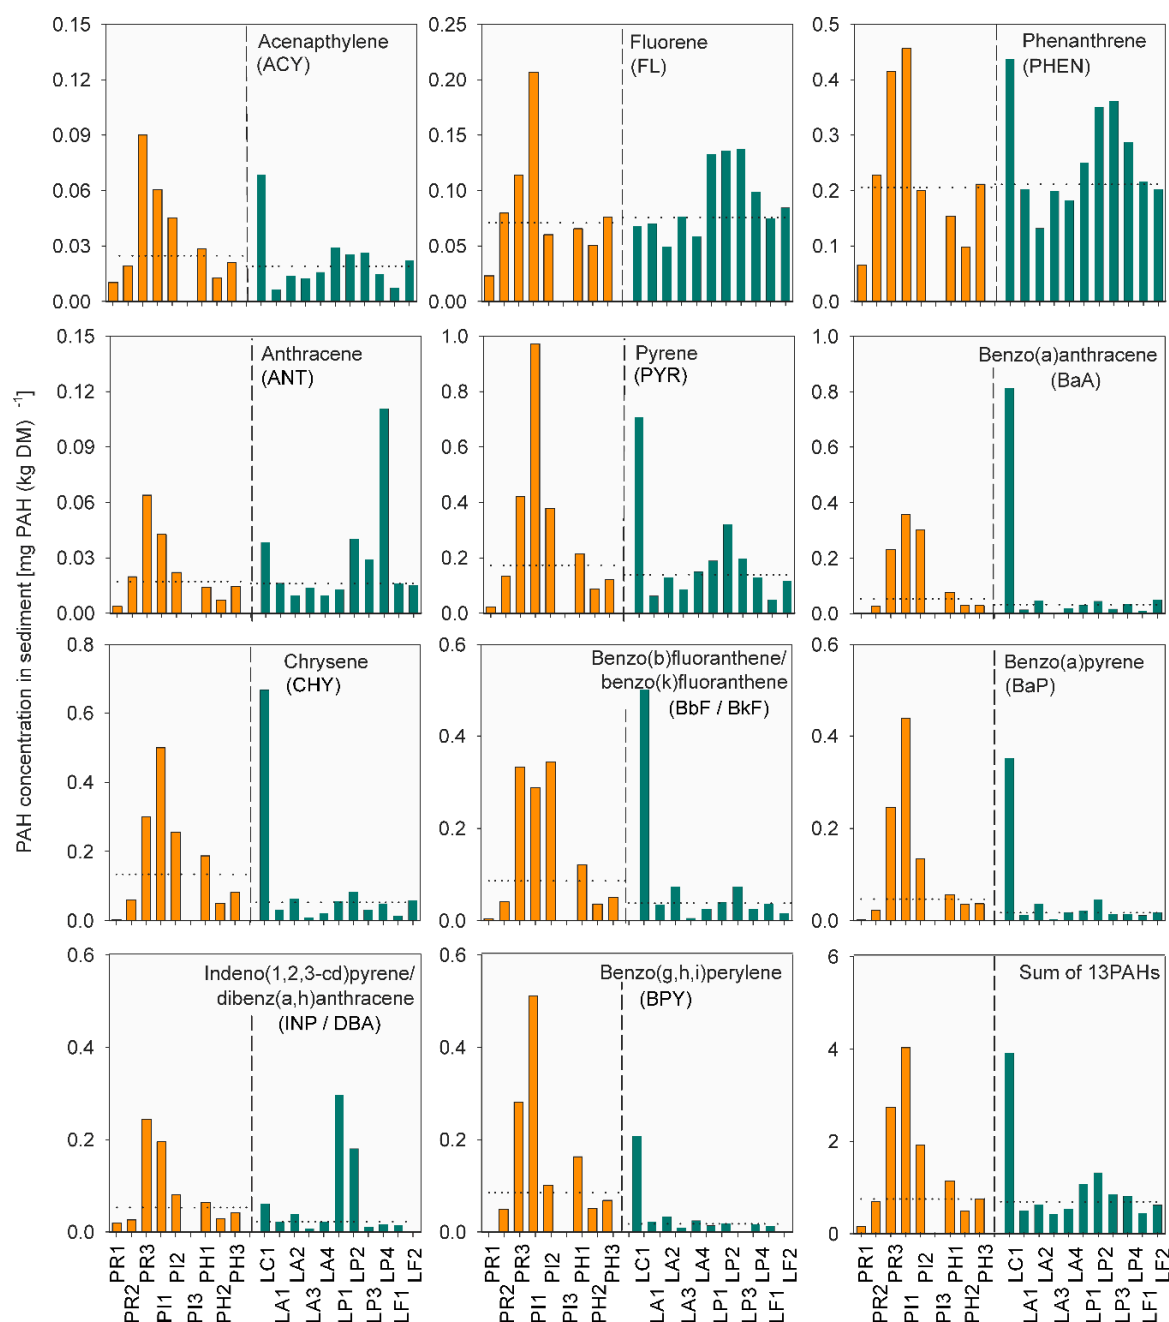 PAH concentration in sediment [mg PAH (kg DM) -1]
0.15
0.12
0.09
0.06
0.03
0.00
Acenapthylene
(ACY)
0.25
0.20
0.15
0.10
0.05
0.00
Fluorene
(FL)
0.5
0.4
0.3
0.2
0.1
0.0
Phenanthrene
(PHEN)
0.15
0.12
0.09
0.06
0.03
0.00
Anthracene
(ANT)
1.0
0.8
0.6
0.4
0.2
0.0
Pyrene
(PYR)
1.0
0.8
0.6
0.4
0.2
0.0
Benzo(a)anthracene
(BaA)
0.8
0.6
0.4
0.2
0.0
Chrysene
(CHY)
0.6
0.4
0.2
0.0
Benzo(b)fluoranthene/
benzo(k)fluoranthene
(BbF / BkF)
0.6
0.4
0.2
0.0
Benzo(a)pyrene
(BaP)
0.6
0.4
0.2
0.0
Indeno(1,2,3-cd)pyrene/
dibenz(a,h)anthracene
(INP / DBA)
0.6
0.4
0.2
0.0
Benzo(g,h,i)perylene
(BPY)
6
4
2
0
Sum of 13PAHs
PR1
PR2
PR3
PI1
PI2
PI3
PH1
PH2
PH3
LC1
LA1
LA2
LA3
LA4
LP1
LP2
LP3
LP4
LF1
LF2
PR1
PR2
PR3
PI1
PI2
PI3
PH1
PH2
PH3
LC1
LA1
LA2
LA3
LA4
LP1
LP2
LP3
LP4
LF1
LF2
PR1
PR2
PR3
PI1
PI2
PI3
PH1
PH2
PH3
LC1
LA1
LA2
LA3
LA4
LP1
LP2
LP3
LP4
LF1
LF2